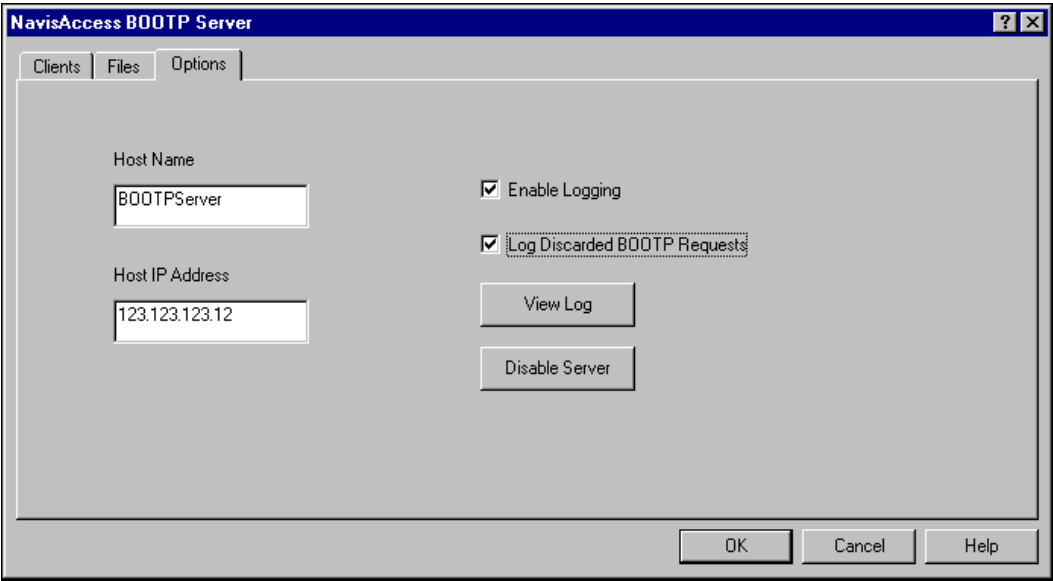 NavisAccess BOOTP Server
Clients Files Options
Host Name
BOOTPServer
Enable Logging
Log Discarded BOOTP Requests
Host IP Address
123.123.123.12
View Log
Disable Server
OK Cancel Help